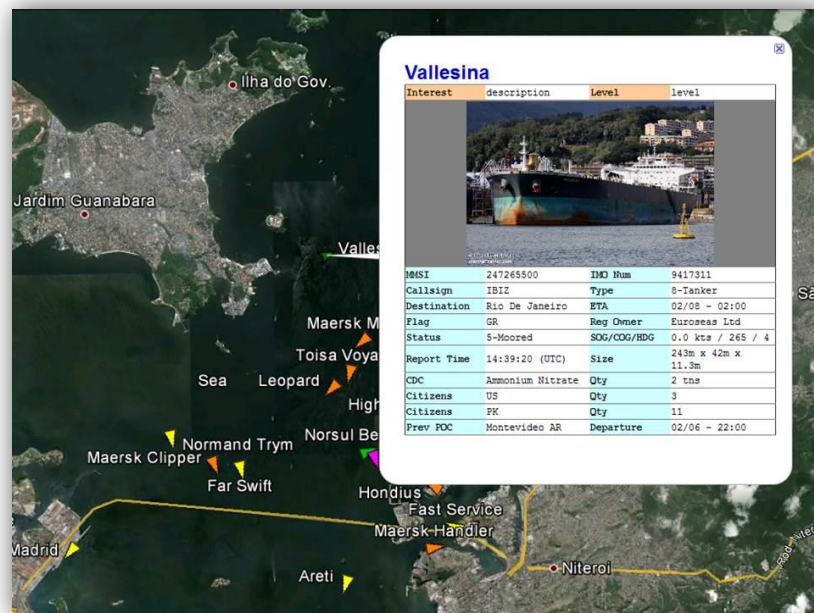 Ilha do Gov.
Jardim Guanabara
Valles
Maersk M
Toisa Voya
Sea
Leopard
High
Normand Trym
Norsul Be
Maersk Clipper
Far Swift
Hondius
Fast Service
Maersk Handler
Madrid
Areti
Niteroi
Rod. Niter
Sã
Vallesina
Interest description Level level
MMSI 247265500 IMO Num 9417311
Callsign IBIZ Type 8-Tanker
Destination Rio De Janeiro ETA 02/08 - 02:00
Flag GR Reg Owner Euroseas Ltd
Status 5-Moored SOG/COG/HDG 0.0 kts / 265 / 4
Report Time 14:39:20 (UTC) Size 243m x 42m x
11.3m
CDC Ammonium Nitrate Qty 2 tns
Citizens US Qty 3
Citizens PK Qty 11
Prev POC Montevideo AR Departure 02/06 - 22:00